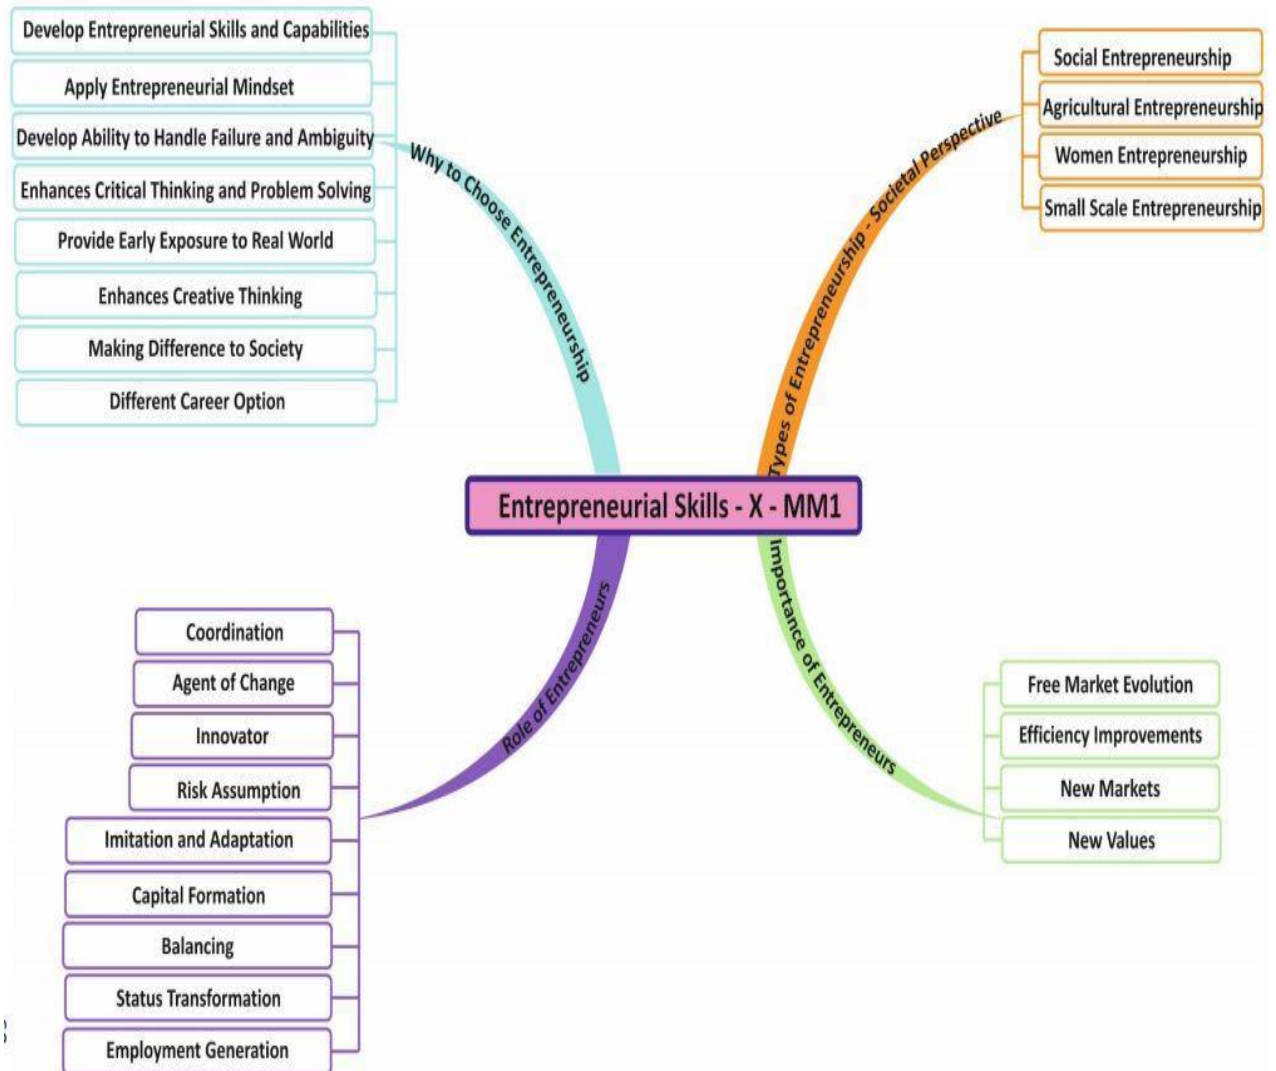 Develop Entrepreneurial Skills and Capabilities
Apply Entrepreneurial Mindset
Develop Ability to Handle Failure and Ambiguity
Enhances Critical Thinking and Problem Solving
Provide Early Exposure to Real World
Enhances Creative Thinking
Making Difference to Society
Different Career Option
Why to Choose Entrepreneurship
Types of Entrepreneurship - Societal Perspective
Social Entrepreneurship
Agricultural Entrepreneurship
Women Entrepreneurship
Small Scale Entrepreneurship
Entrepreneurial Skills - X - MM1
Role of Entrepreneurs
Coordination
Agent of Change
Innovator
Risk Assumption
Imitation and Adaptation
Capital Formation
Balancing
Status Transformation
Employment Generation
Importance of Entrepreneurs
Free Market Evolution
Efficiency Improvements
New Markets
New Values